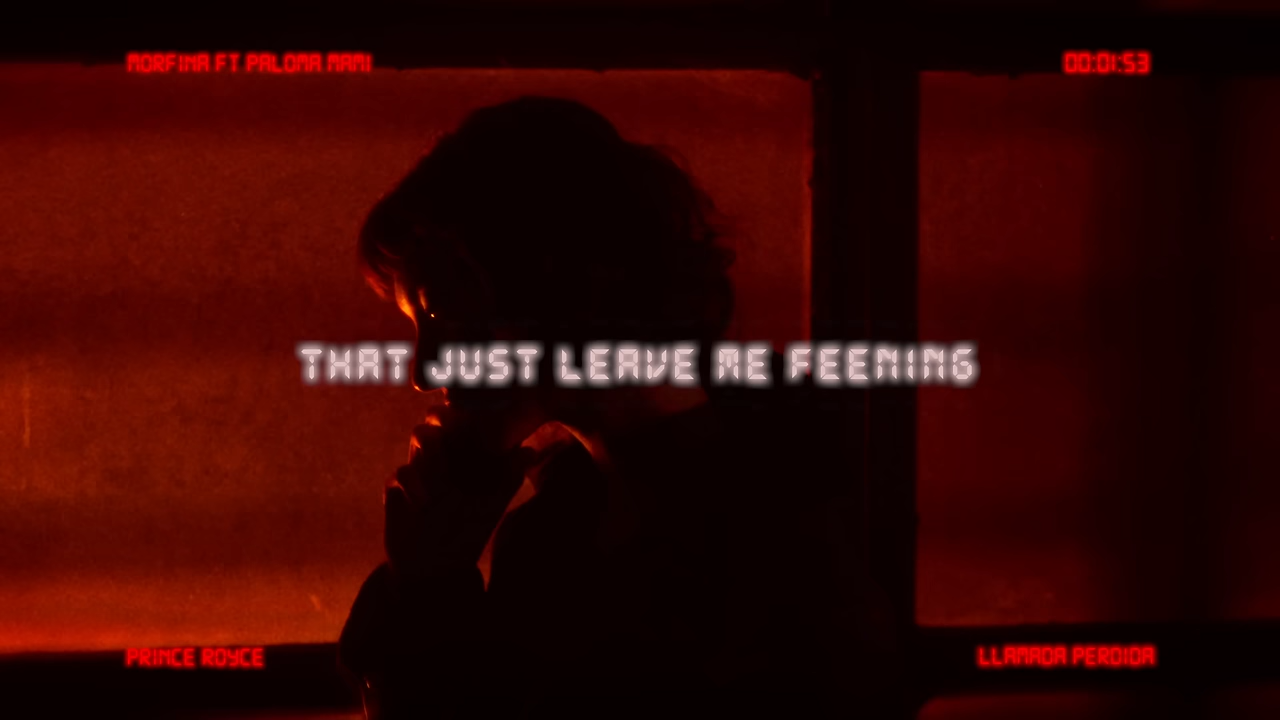 MORFINA FT PALOMA MAMI
00:01:53
THAT JUST LEAVE ME FEENING
PRINCE ROYCE
LLAMADA PERDIDA